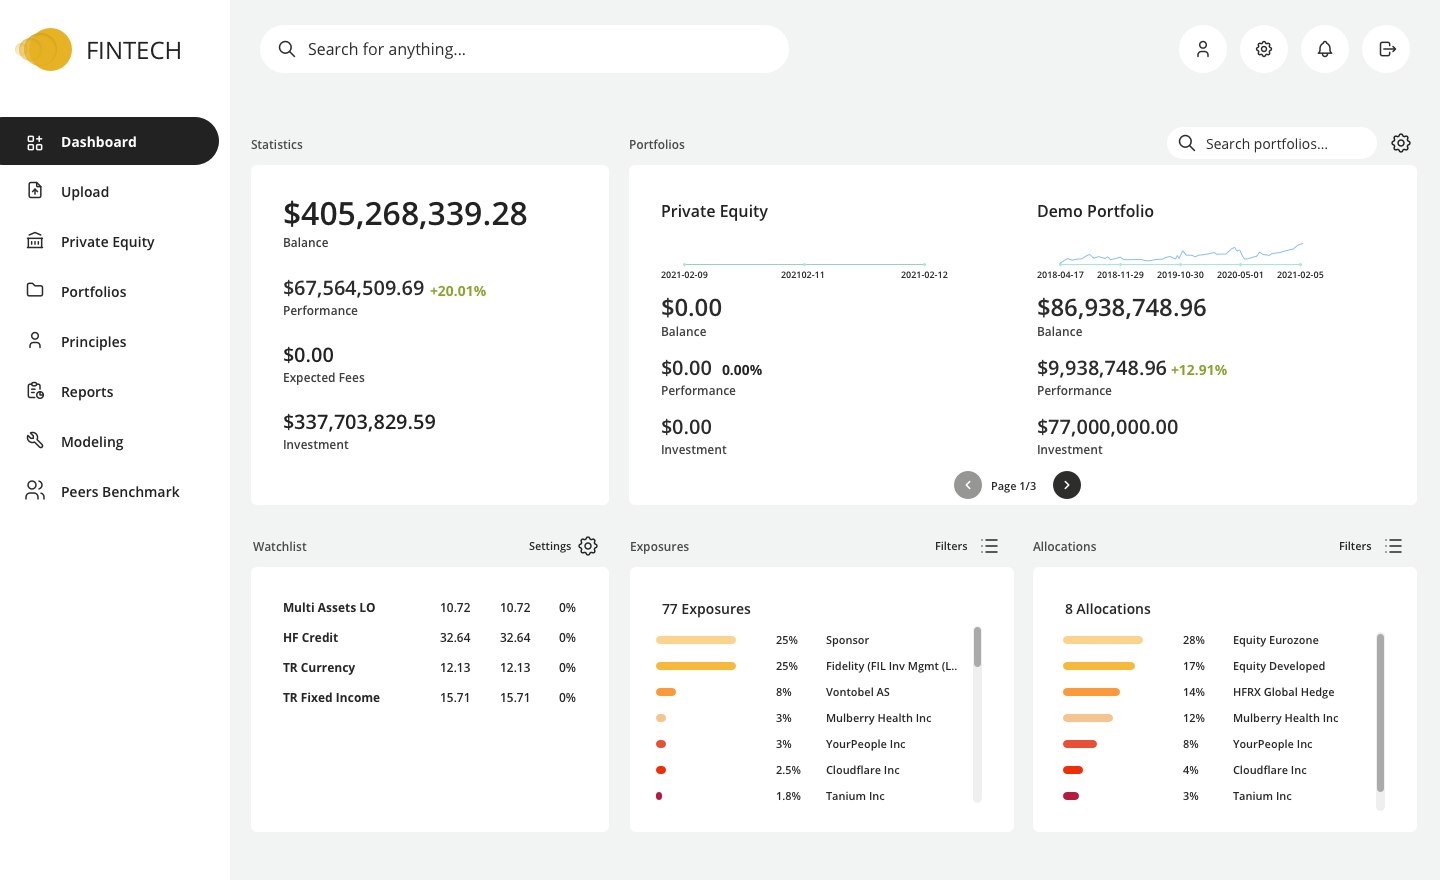 FINTECH
Search for anything...
Dashboard
Upload
Private Equity
Portfolios
Principles
Reports
Modeling
Peers Benchmark
Statistics
$405,268,339.28
Balance
$67,564,509.69 +20.01%
Performance
$0.00
Expected Fees
$337,703,829.59
Investment
Portfolios
Search portfolios...
Private Equity
2021-02-09 20210​2-11 2021-02-12
$0.00
Balance
$0.00 0.00%
Performance
$0.00
Investment
Demo Portfolio
2018-04-17 2018-11-29 2019-10-30 2020-05-01 2021-02-05
$86,938,748.96
Balance
$9,938,748.96 +12.91%
Performance
$77,000,000.00
Investment
Page 1/3
Watchlist
Settings
Multi Assets LO 10.72 10.72 0%
HF Credit 32.64 32.64 0%
TR Currency 12.13 12.13 0%
TR Fixed Income 15.71 15.71 0%
Exposures
Filters
77 Exposures
25% Sponsor
25% Fidelity (FIL Inv Mgmt (L..
8% Vontobel AS
3% Mulberry Health Inc
3% YourPeople Inc
2.5% Cloudflare Inc
1.8% Tanium Inc
Allocations
Filters
8 Allocations
28% Equity Eurozone
17% Equity Developed
14% HFRX Global Hedge
12% Mulberry Health Inc
8% YourPeople Inc
4% Cloudflare Inc
3% Tanium Inc